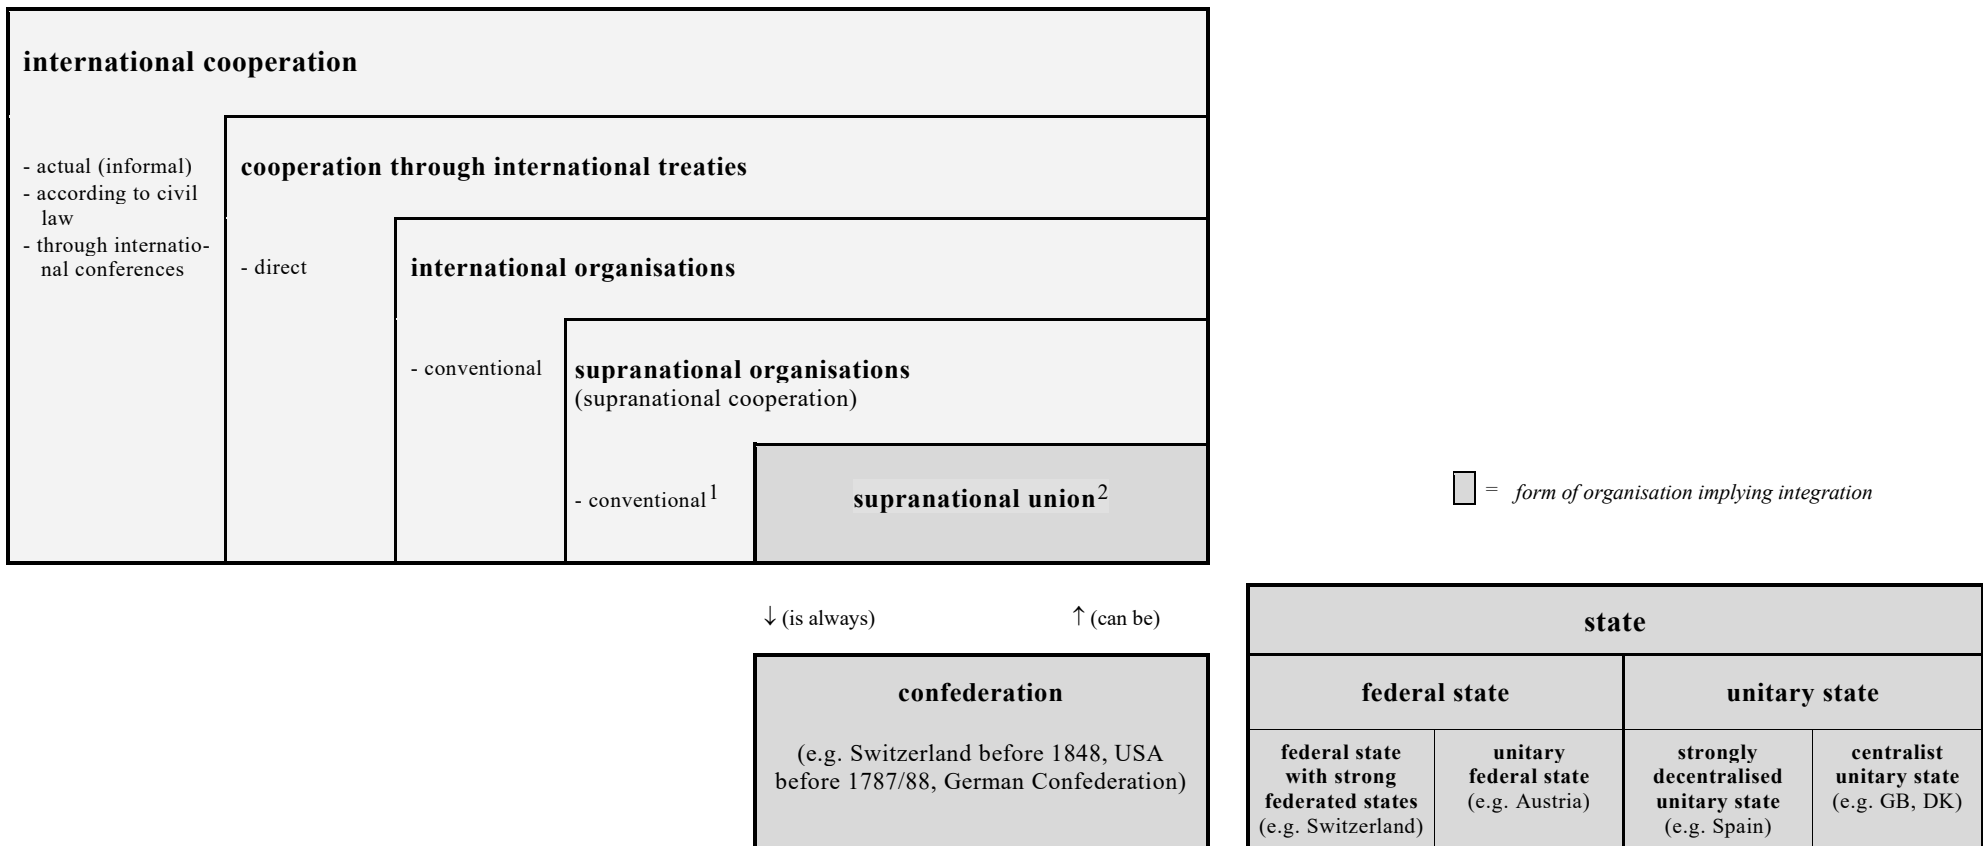 international cooperation
- actual (informal)
- according to civil
law
- through internatio-
nal conferences
cooperation through international treaties
- direct
international organisations
- conventional
supranational organisations
(supranational cooperation)
- conventional1
supranational union2
= form of organisation implying integration
↓ (is always)
↑ (can be)
confederation
(e.g. Switzerland before 1848, USA
before 1787/88, German Confederation)
state
federal state
unitary state
federal state
with strong
federated states
(e.g. Switzerland)
unitary
federal state
(e.g. Austria)
strongly
decentralised
unitary state
(e.g. Spain)
centralist
unitary state
(e.g. GB, DK)